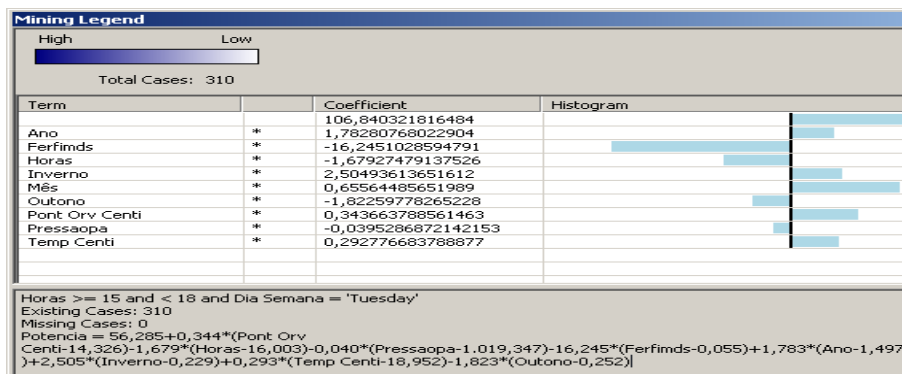 Mining Legend
High Low
Total Cases: 310
Term Coefficient Histogram
106,840321816484
Ano * 1,78280768022904
Ferfimds * -16,2451028594791
Horas * -1,67927479137526
Inverno * 2,50493613651612
Mês * 0,65564485651989
Outono * -1,82259778265228
Pont Orv Centi * 0,343663788561463
Pressaopa * -0,0395286872142153
Temp Centi * 0,292776683788877
Horas >= 15 and < 18 and Dia Semana = 'Tuesday'
Existing Cases: 310
Missing Cases: 0
Potencia = 56,285+0,344*(Pont Orv
Centi-14,326)-1,679*(Horas-16,003)-0,040*(Pressaopa-1.019,347)-16,245*(Ferfimds-0,055)+1,783*(Ano-1,497
)+2,505*(Inverno-0,229)+0,293*(Temp Centi-18,952)-1,823*(Outono-0,252)